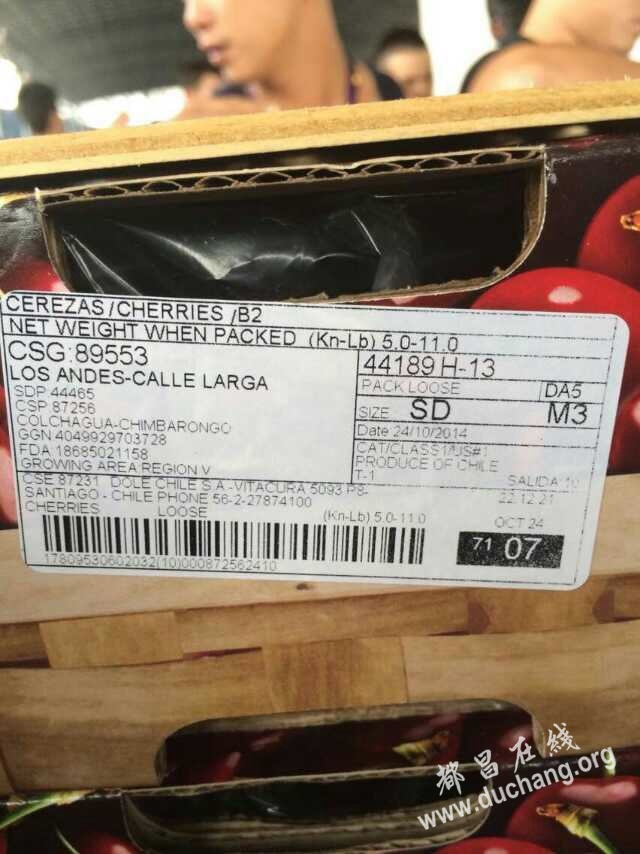 CEREZAS/CHERRIES /B2
NET WEIGHT WHEN PACKED (Kn-Lb) 5.0-11.0
CSG:89553
LOS ANDES-CALLE LARGA
SDP 44465
CSP 87256
COLCHAGUA-CHIMBARONGO
GGN 4049929703728
FDA 18685021158
GROWING AREA REGION V
44189 H-13
PACK LOOSE DA5
SIZE SD M3
Date 24/10/2014
CAT/CLASS1/US#1
PRODUCE OF CHILE
T-1 SALIDA 10
CSE 87231 DOLE CHILE S.A.-VITACURA 5093 P8-
SANTIAGO - CHILE PHONE 56-2-27874100
22:12:21
CHERRIES LOOSE (Kn-Lb) 5.0-11.0
OCT 24
71 07
17809530602032(10)000872562410
都昌在线
www.duchang.org